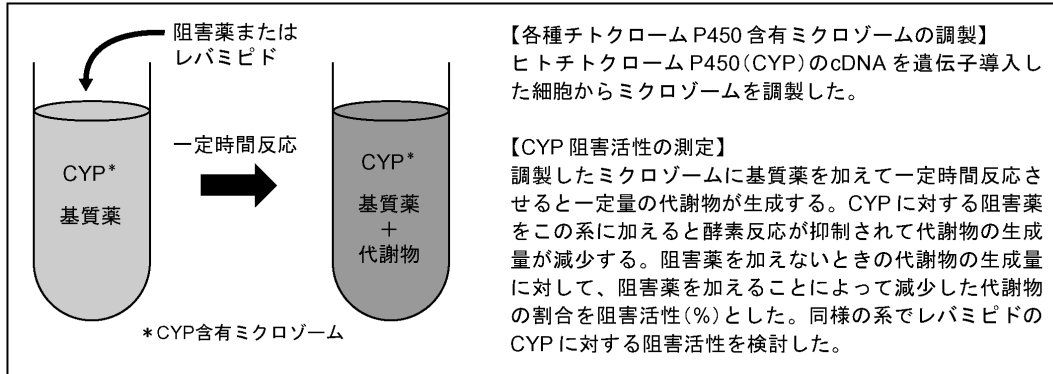 阻害薬または
レバミピド
CYP*
基質薬
一定時間反応
CYP*
基質薬
+
代謝物
*CYP含有ミクロゾーム
【各種チトクロームP450含有ミクロゾームの調製】
ヒトチトクロームP450(CYP)のcDNAを遺伝子導入し
た細胞からミクロゾームを調製した。
【CYP阻害活性の測定】
調製したミクロゾームに基質薬を加えて一定時間反応さ
せると一定量の代謝物が生成する。CYPに対する阻害薬
をこの系に加えると酵素反応が抑制されて代謝物の生成
量が減少する。阻害薬を加えないときの代謝物の生成量
に対して、阻害薬を加えることによって減少した代謝物
の割合を阻害活性(%)とした。同様の系でレバミピドの
CYPに対する阻害活性を検討した。